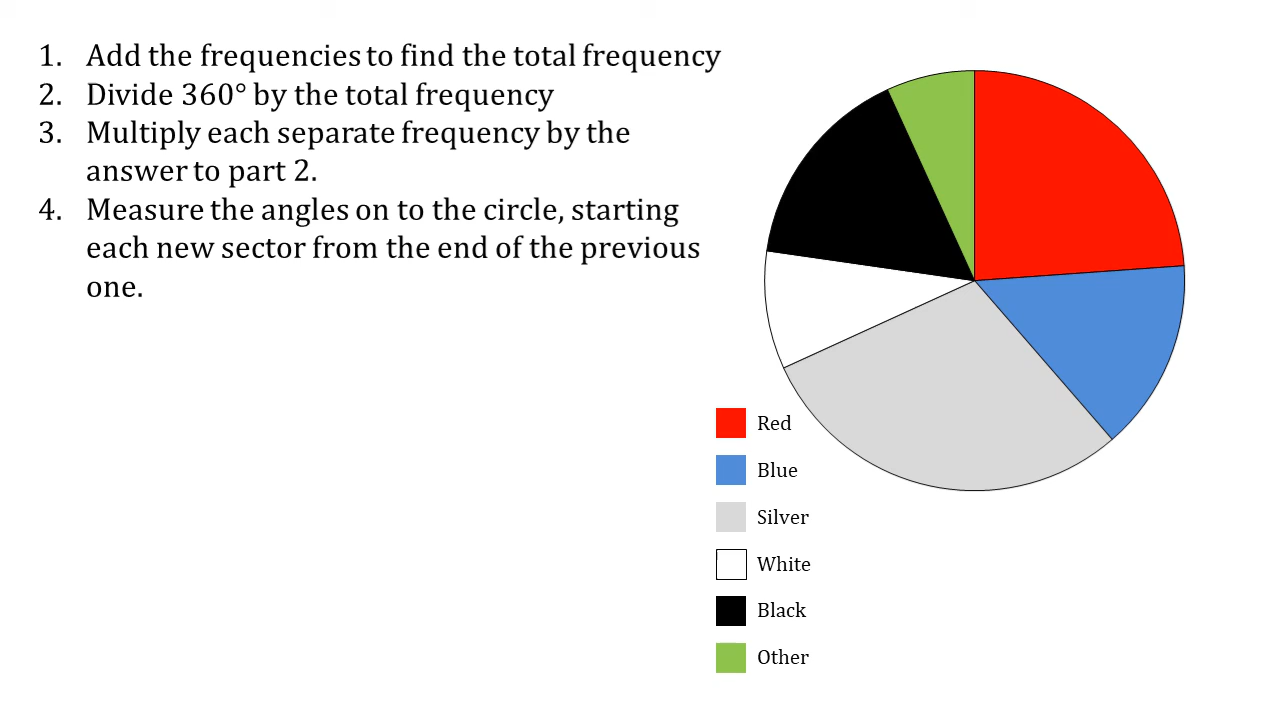 1. Add the frequencies to find the total frequency
2. Divide 360° by the total frequency
3. Multiply each separate frequency by the
answer to part 2.
4. Measure the angles on to the circle, starting
each new sector from the end of the previous
one.
Red
Blue
Silver
White
Black
Other